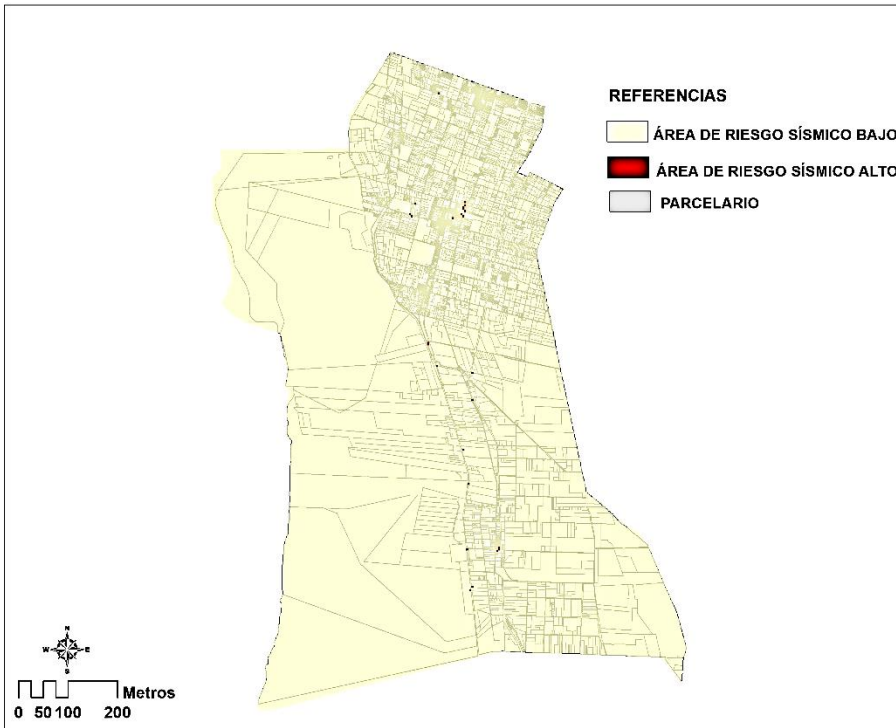 REFERENCIAS
ÁREA DE RIESGO SÍSMICO BAJO
ÁREA DE RIESGO SÍSMICO ALTO
PARCELARIO
N
W E
S
Metros
0 50 100 200